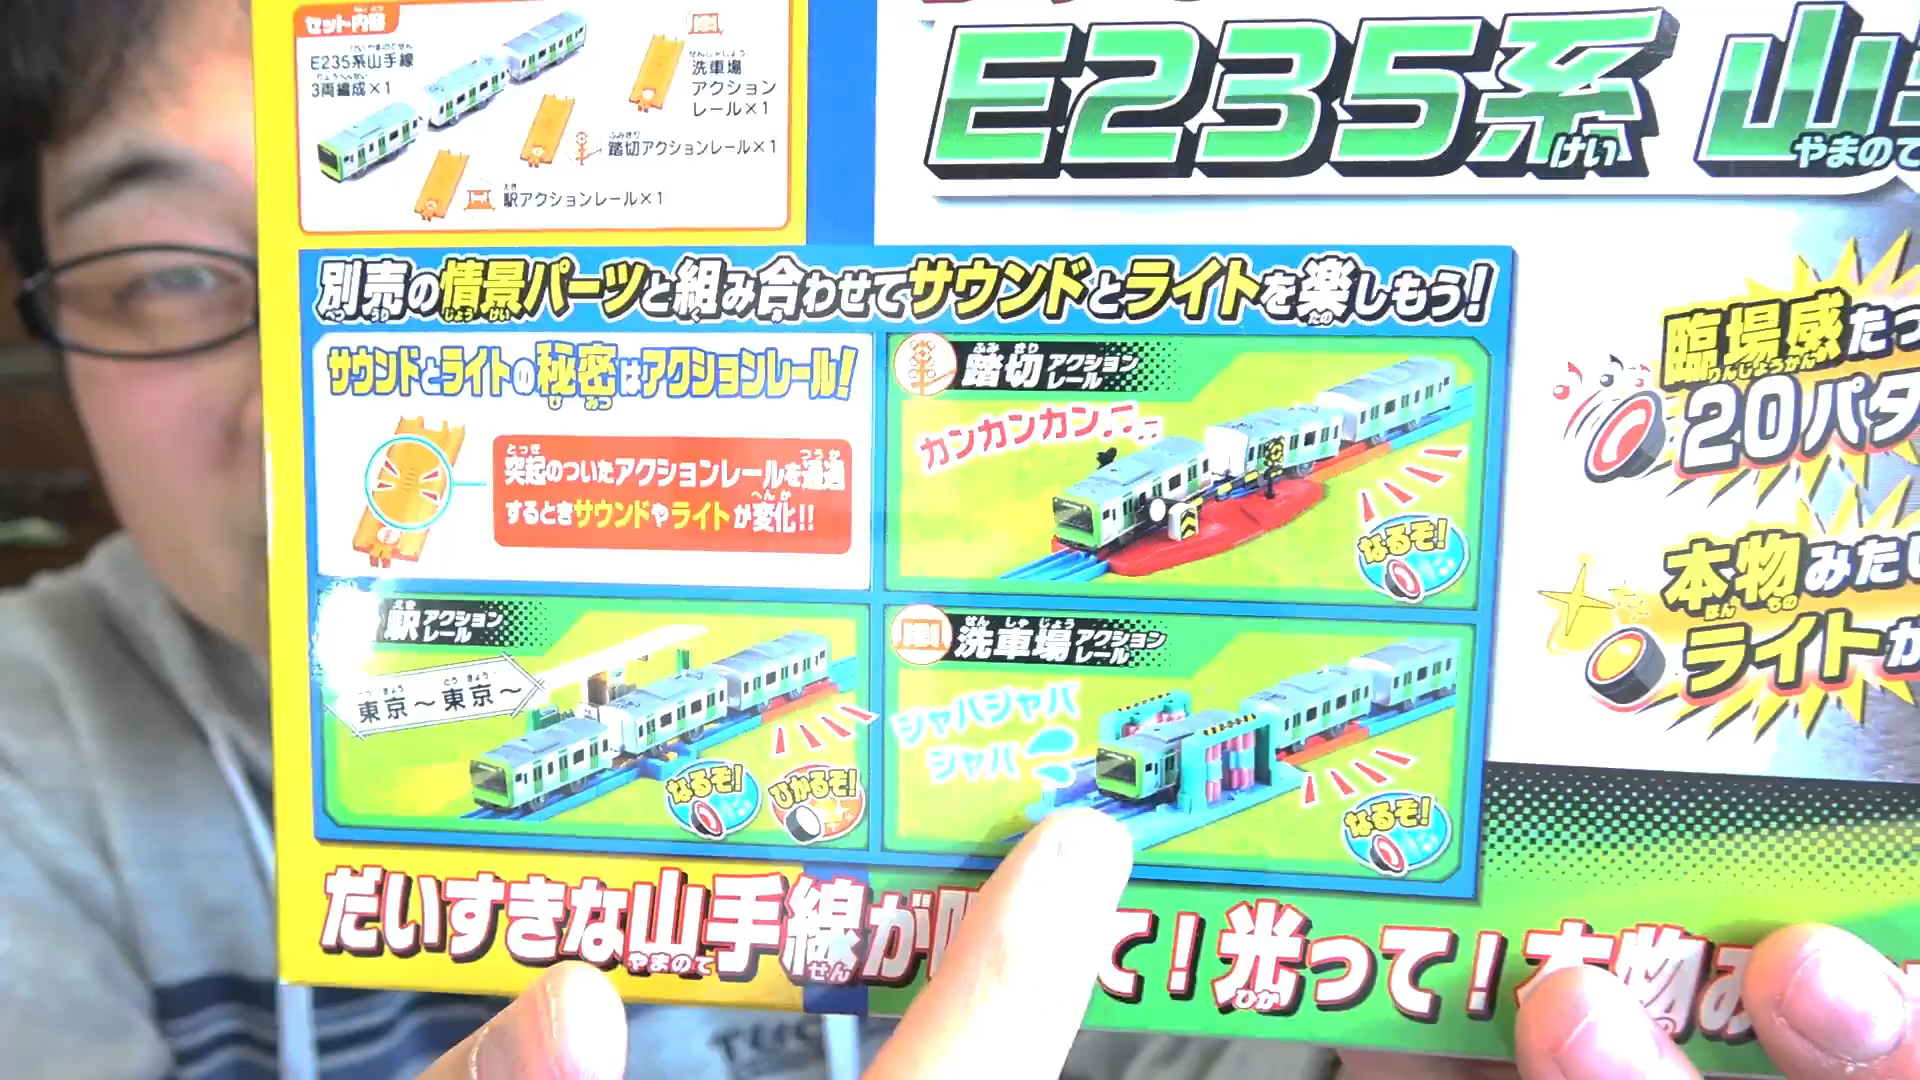 セット内容
E235系山手線
3両編成×1
洗車場
アクション
レール×1
踏切アクションレール×1
駅アクションレール×1
E235系 山
けい やまのて
別売の情景パーツと組み合わせてサウンドとライトを楽しもう!
サウンドとライトの秘密はアクションレール!
突起のついたアクションレールを通過
するときサウンドやライトが変化!!
踏切アクションレール
カンカンカン♫♫
なるぞ!
駅アクションレール
東京～東京～
なるぞ!
ひかるぞ!
洗車場アクションレール
ジャバジャバ
ジャバ
なるぞ!
臨場感たっ
20パタ
本物みたい
ライトが
だいすきな山手線が
て!光って!本物み